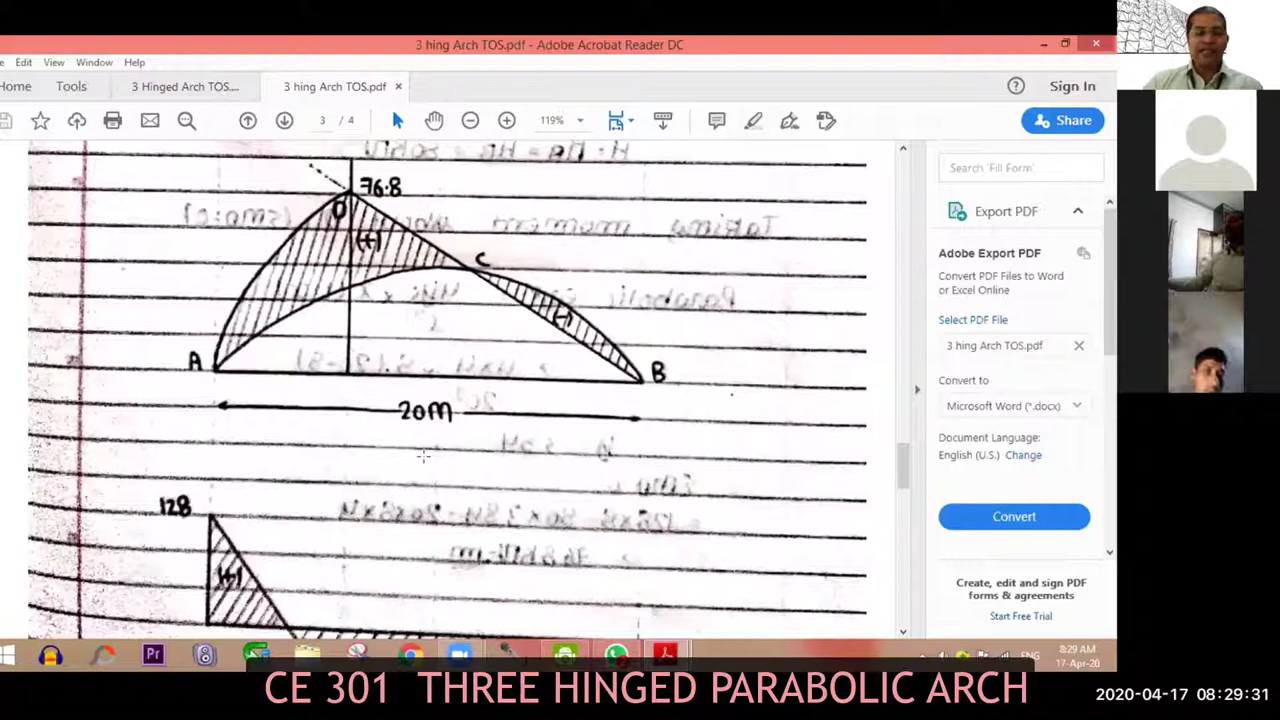 3 hing Arch TOS.pdf - Adobe Acrobat Reader DC
Edit View Window Help
Home Tools 3 Hinged Arch TOS.... 3 hing Arch TOS.pdf × Sign In
3 / 4 119% Share
76.8
D
(+)
C
(-)
A
B
20m
128
(+)
Search 'Fill Form'
Export PDF
Adobe Export PDF
Convert PDF Files to Word
or Excel Online
Select PDF File
3 hing Arch TOS.pdf ×
Convert to
Microsoft Word (*.docx)
Document Language:
English (U.S.) Change
Convert
Create, edit and sign PDF
forms & agreements
Start Free Trial
Pr
ENG
8:29 AM
17-Apr-20
CE 301 THREE HINGED PARABOLIC ARCH
2020-04-17 08:29:31